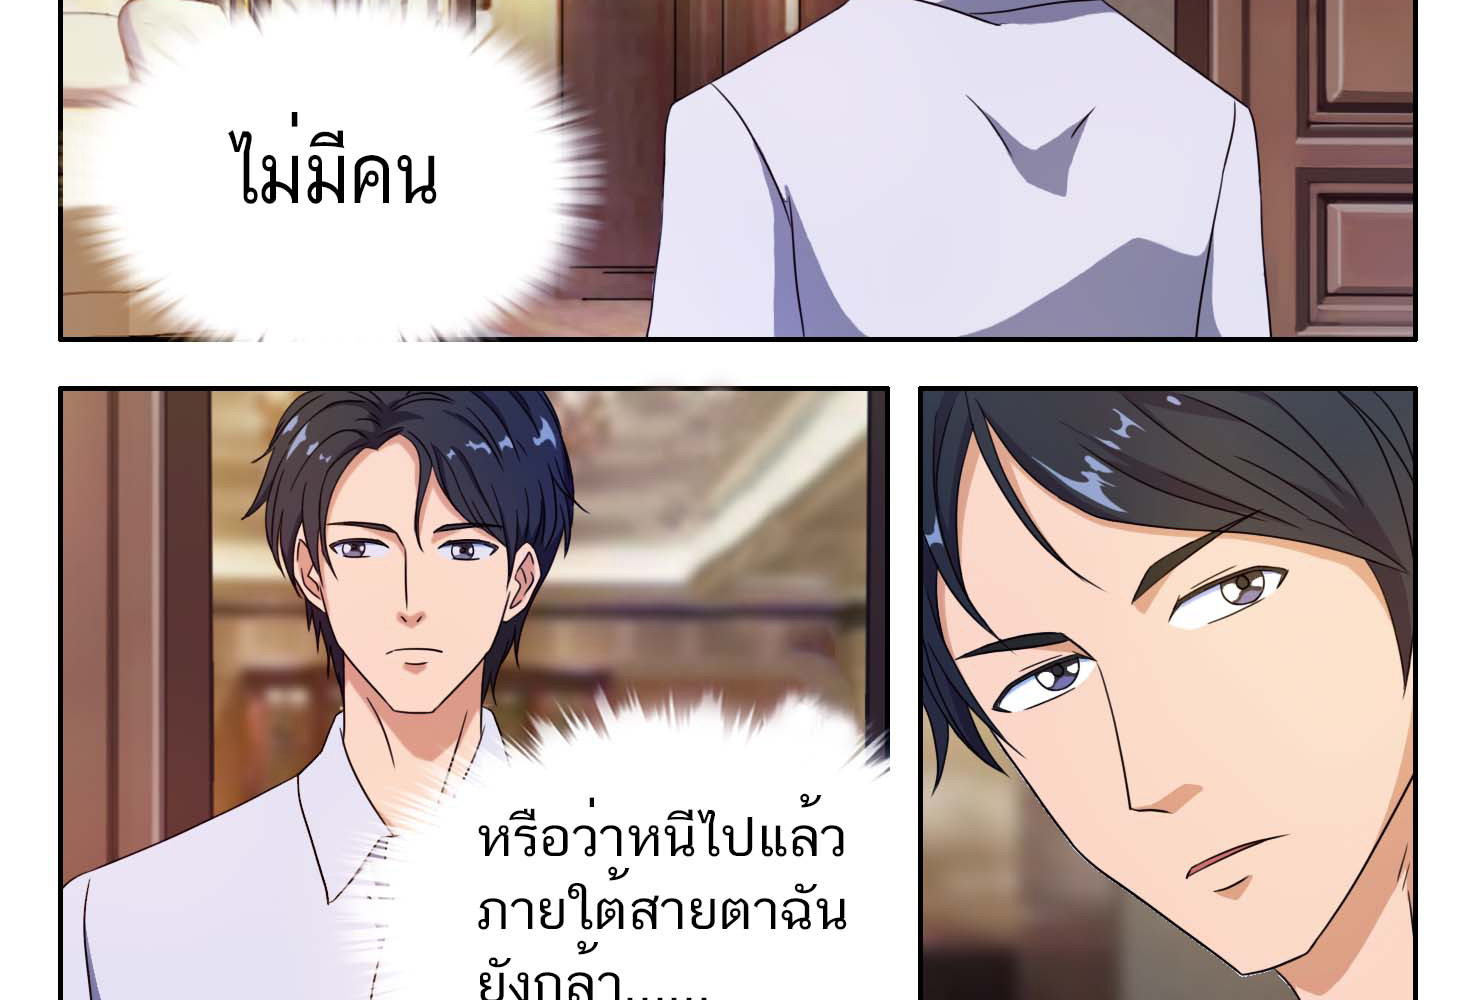 ไม่มีคน
หรือว่าหนีไปแล้ว
ภายใต้สายตาฉัน
ยังกล้า......